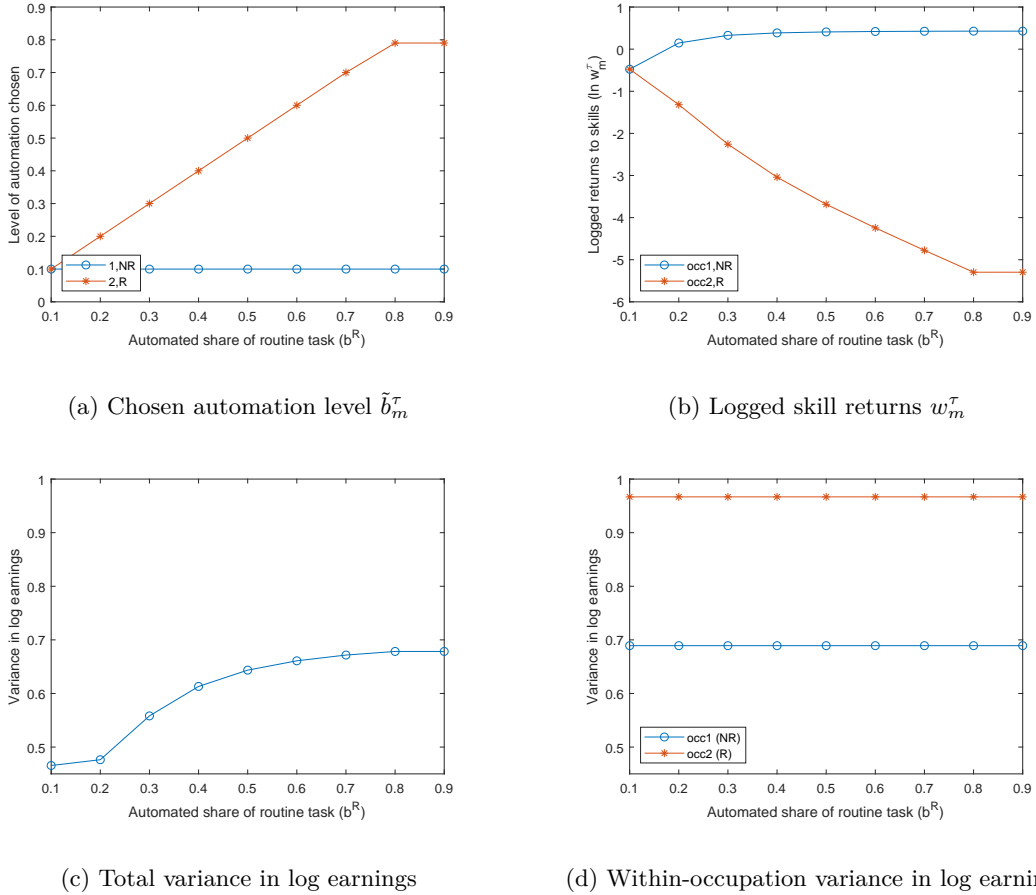 0.9
0.8
0.7
0.6
0.5
0.4
0.3
0.2
0.1
0
Level of automation chosen
1,NR
2,R
0.1 0.2 0.3 0.4 0.5 0.6 0.7 0.8 0.9
Automated share of routine task (b^R)
(a) Chosen automation level b̃_m^τ
1
0
-1
-2
-3
-4
-5
-6
Logged returns to skills (ln w_m^τ)
occ1,NR
occ2,R
0.1 0.2 0.3 0.4 0.5 0.6 0.7 0.8 0.9
Automated share of routine task (b^R)
(b) Logged skill returns w_m^τ
1
0.9
0.8
0.7
0.6
0.5
Variance in log earnings
0.1 0.2 0.3 0.4 0.5 0.6 0.7 0.8 0.9
Automated share of routine task (b^R)
(c) Total variance in log earnings
1
0.9
0.8
0.7
0.6
0.5
Variance in log earnings
occ1 (NR)
occ2 (R)
0.1 0.2 0.3 0.4 0.5 0.6 0.7 0.8 0.9
Automated share of routine task (b^R)
(d) Within-occupation variance in log earni